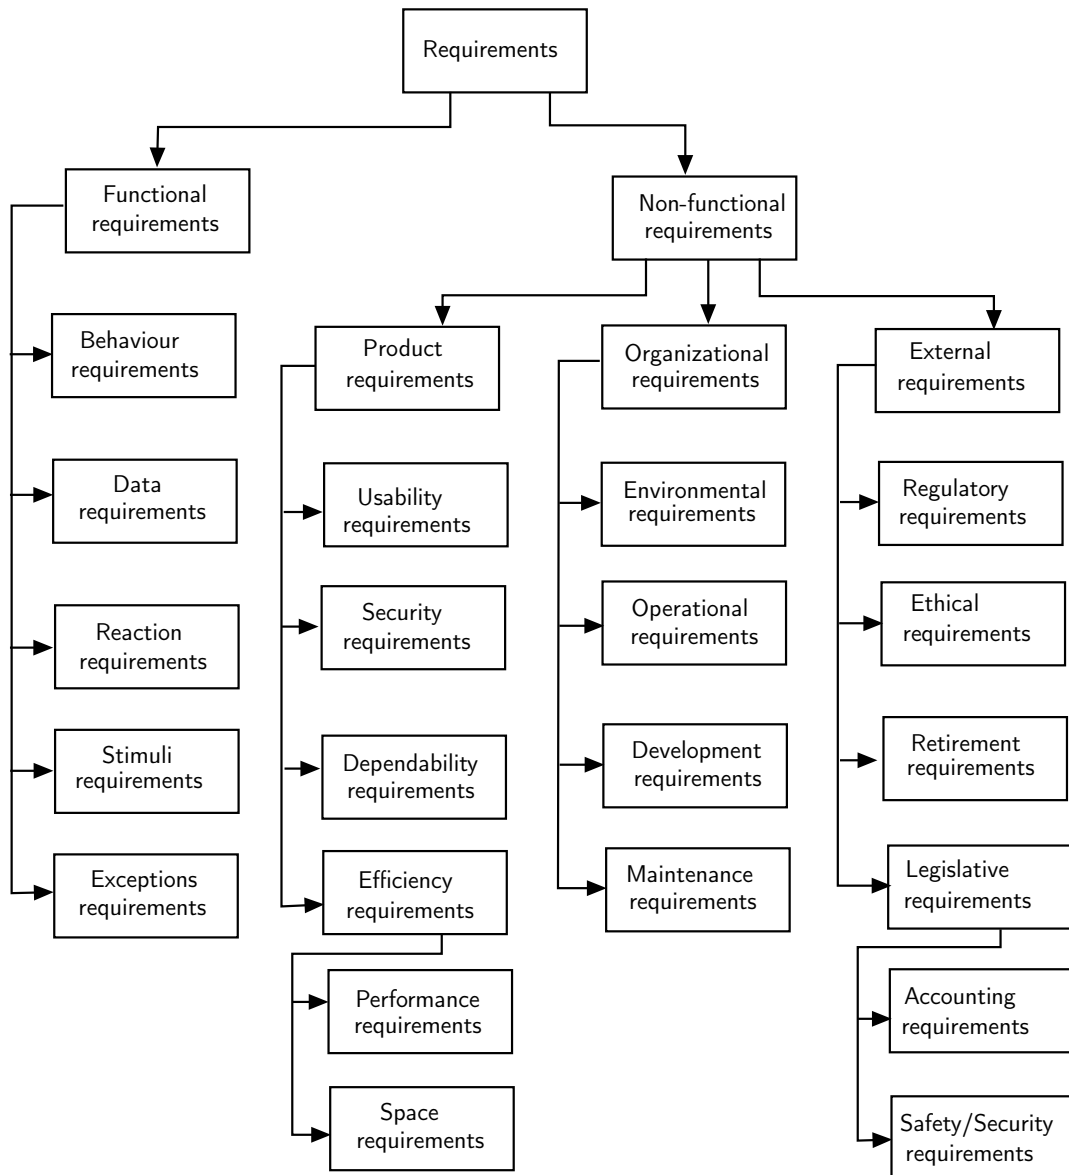 Requirements
Functional
requirements
Non-functional
requirements
Behaviour
requirements
Data
requirements
Reaction
requirements
Stimuli
requirements
Exceptions
requirements
Product
requirements
Usability
requirements
Security
requirements
Dependability
requirements
Efficiency
requirements
Performance
requirements
Space
requirements
Organizational
requirements
Environmental
requirements
Operational
requirements
Development
requirements
Maintenance
requirements
External
requirements
Regulatory
requirements
Ethical
requirements
Retirement
requirements
Legislative
requirements
Accounting
requirements
Safety/Security
requirements